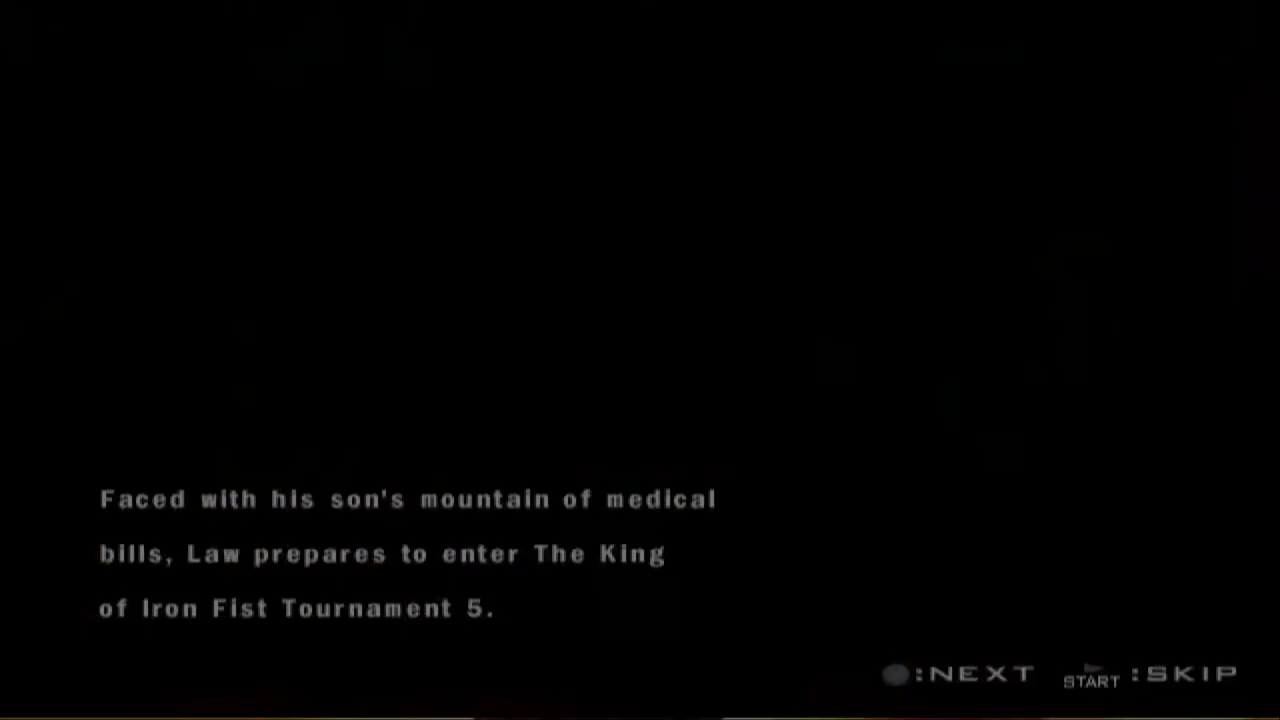 Faced with his son's mountain of medical
bills, Law prepares to enter The King
of Iron Fist Tournament 5.
:NEXT START :SKIP